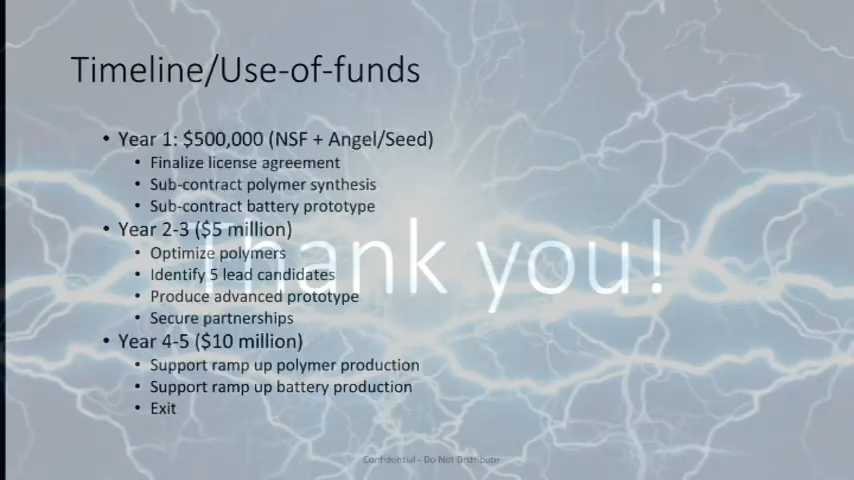 Timeline/Use-of-funds
• Year 1: $500,000 (NSF + Angel/Seed)
• Finalize license agreement
• Sub-contract polymer synthesis
• Sub-contract battery prototype
• Year 2-3 ($5 million)
• Optimize polymers
• Identify 5 lead candidates
• Produce advanced prototype
• Secure partnerships
Thank you!
• Year 4-5 ($10 million)
• Support ramp up polymer production
• Support ramp up battery production
• Exit
Confidential - Do Not Distribute